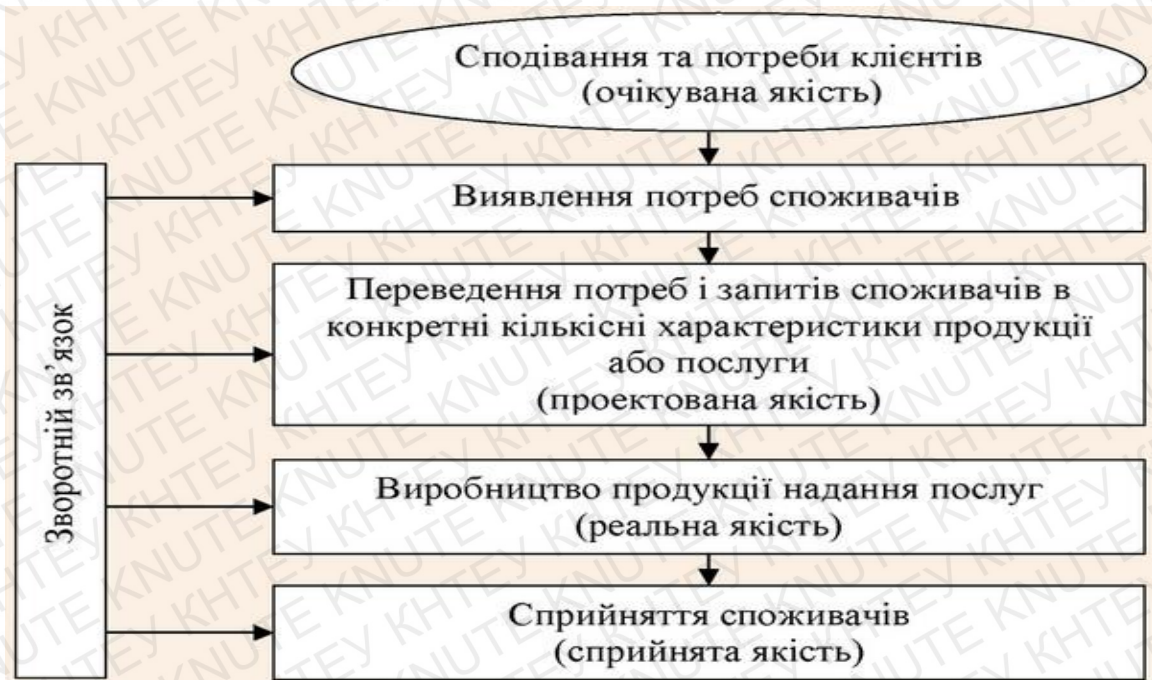 Сподівання та потреби клієнтів
(очікувана якість)
Виявлення потреб споживачів
Переведення потреб і запитів споживачів в
конкретні кількісні характеристики продукції
або послуги
(проектована якість)
Виробництво продукції надання послуг
(реальна якість)
Сприйняття споживачів
(сприйнята якість)
Зворотній зв’язок